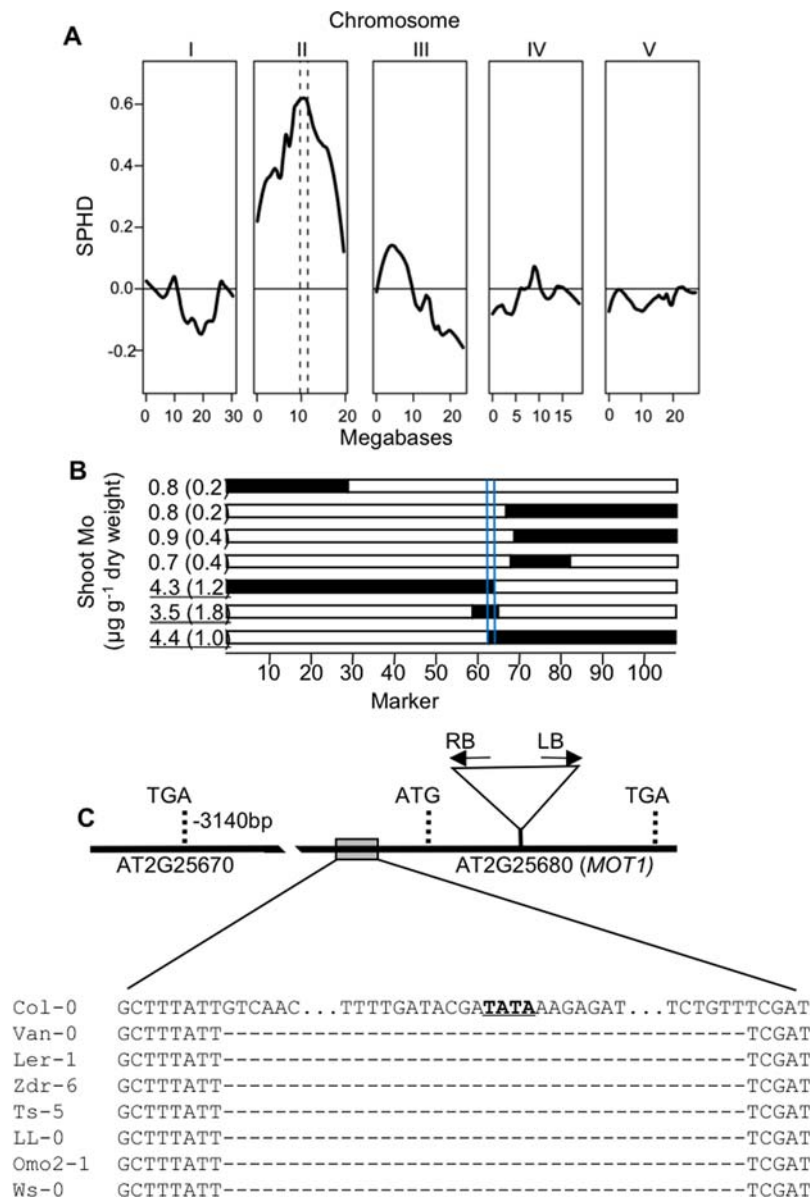 Chromosome
A
I II III IV V
SPHD
0.6
0.4
0.2
0.0
-0.2
0 10 20 30 0 10 20 0 10 20 0 5 10 15 0 10 20
Megabases
B
Shoot Mo
(µg g⁻¹ dry weight)
0.8 (0.2)
0.8 (0.2)
0.9 (0.4)
0.7 (0.4)
4.3 (1.2)
3.5 (1.8)
4.4 (1.0)
10 20 30 40 50 60 70 80 90 100
Marker
C
RB LB
TGA ATG TGA
-3140bp
AT2G25670 AT2G25680 (MOT1)
Col-0 GCTTTATTGTCAAC...TTTTGATACGATATAAAGAGAT...TCTGTTTCGAT
Van-0 GCTTTATT----------------------------------------TCGAT
Ler-1 GCTTTATT----------------------------------------TCGAT
Zdr-6 GCTTTATT----------------------------------------TCGAT
Ts-5 GCTTTATT----------------------------------------TCGAT
LL-0 GCTTTATT----------------------------------------TCGAT
Omo2-1 GCTTTATT----------------------------------------TCGAT
Ws-0 GCTTTATT----------------------------------------TCGAT